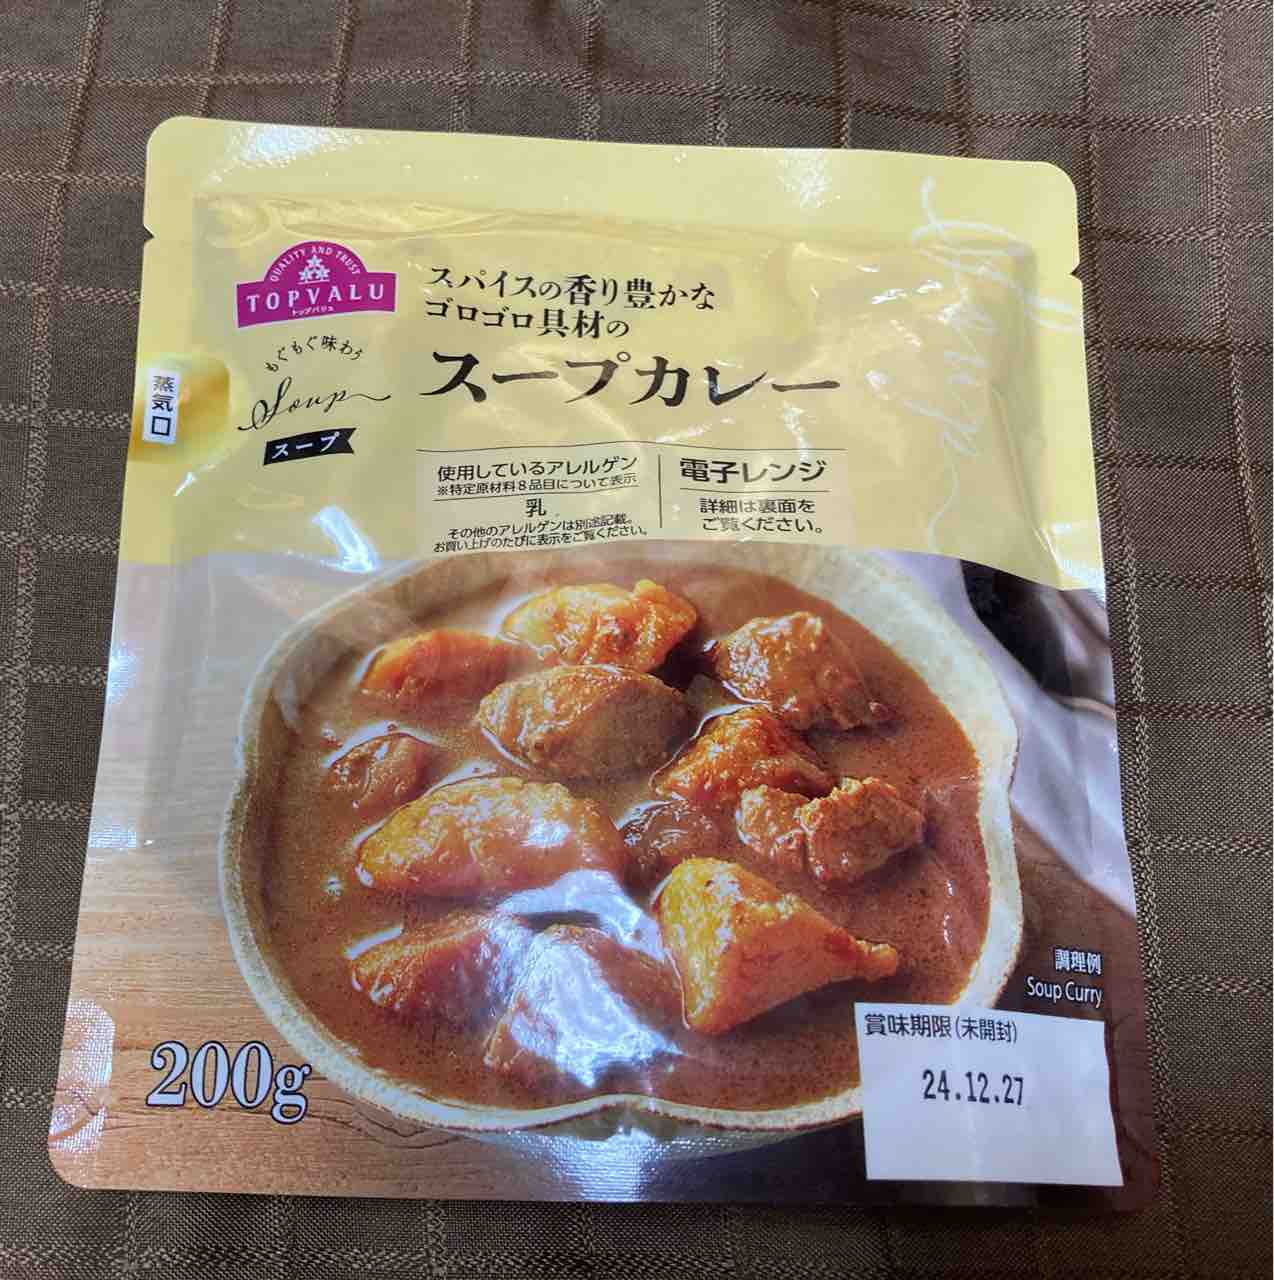 QUALITY AND TRUST
TOPVALU
トップバリュ
もぐもぐ味わう
Soup
スープ
蒸気口
スパイスの香り豊かな
ゴロゴロ具材の
スープカレー
使用しているアレルゲン
※特定原材料8品目について表示
乳
その他のアレルゲンは別途記載。
お買い上げのたびに表示をご覧ください。
電子レンジ
詳細は裏面を
ご覧ください。
調理例
Soup Curry
200g
賞味期限(未開封)
24.12.27